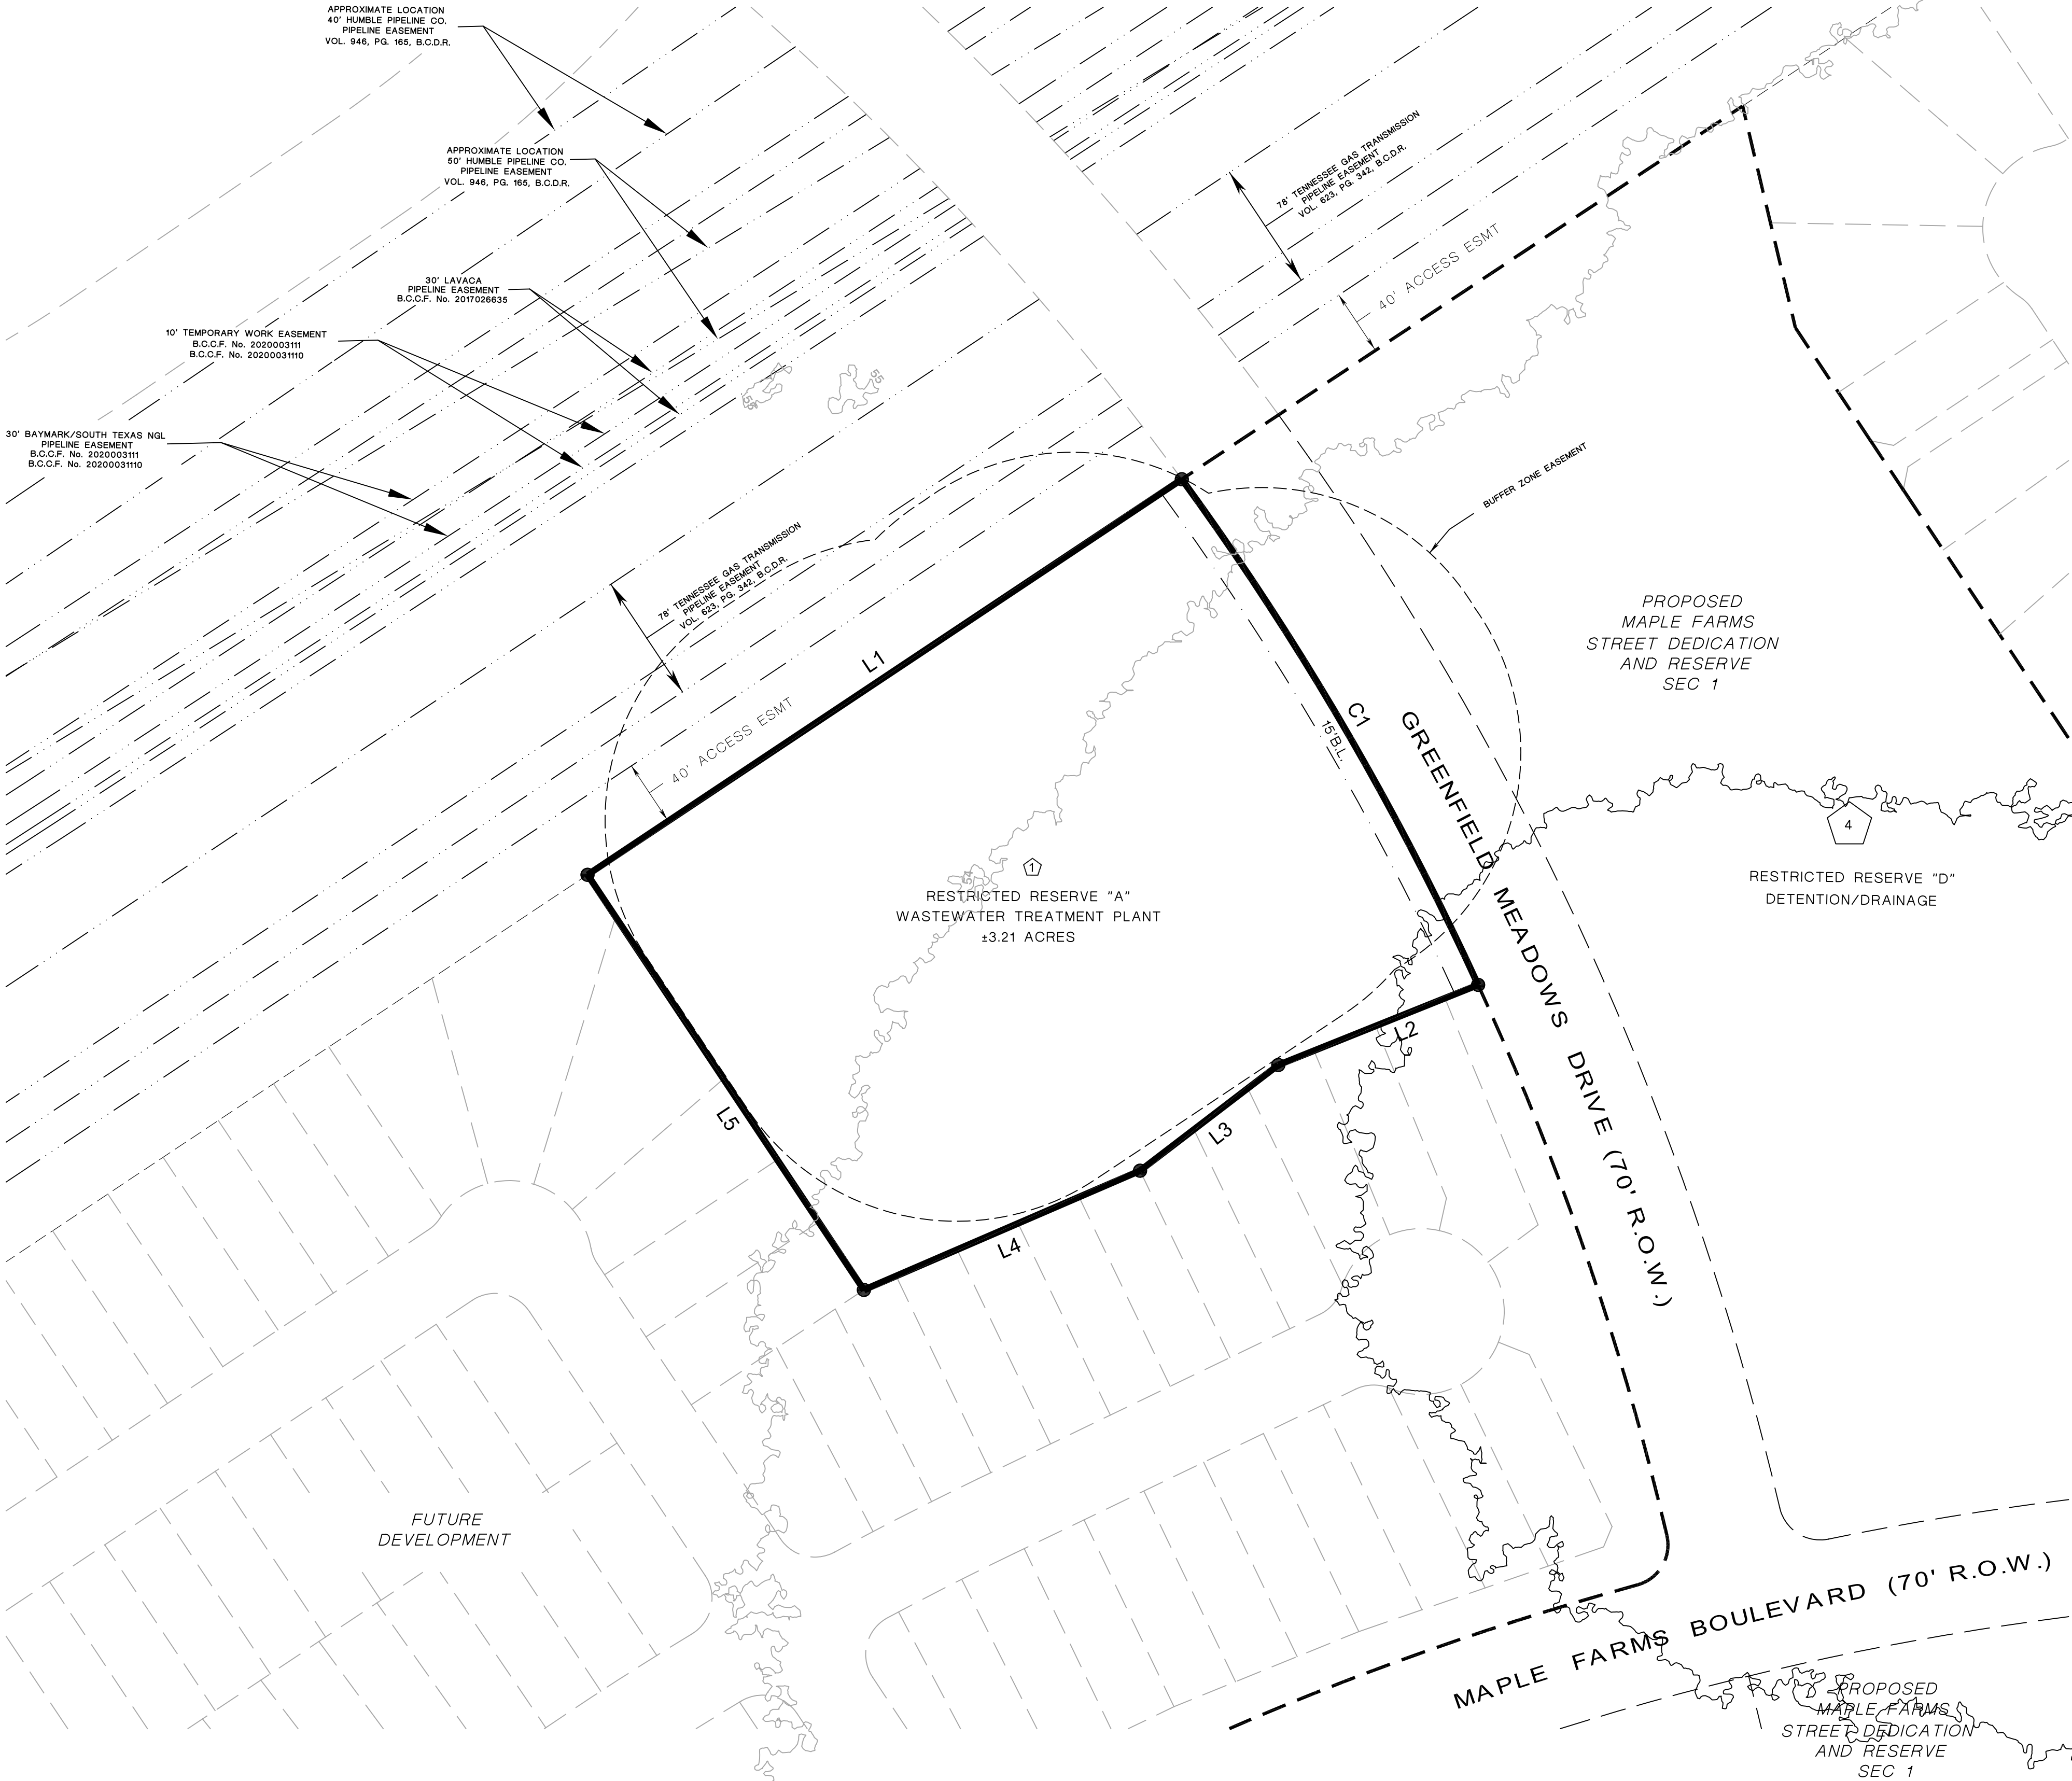 APPROXIMATE LOCATION
40' HUMBLE PIPELINE CO.
PIPELINE EASEMENT
VOL. 946, PG. 165, B.C.D.R.
APPROXIMATE LOCATION
50' HUMBLE PIPELINE CO.
PIPELINE EASEMENT
VOL. 946, PG. 165, B.C.D.R.
30' LAVACA
PIPELINE EASEMENT
B.C.C.F. No. 2017026635
10' TEMPORARY WORK EASEMENT
B.C.C.F. No. 2020003111
B.C.C.F. No. 20200031110
30' BAYMARK/SOUTH TEXAS NGL
PIPELINE EASEMENT
B.C.C.F. No. 2020003111
B.C.C.F. No. 20200031110
78' TENNESSEE GAS TRANSMISSION
PIPELINE EASEMENT
VOL. 623, PG. 342, B.C.D.R.
40' ACCESS ESMT
55
55
BUFFER ZONE EASEMENT
78' TENNESSEE GAS TRANSMISSION
PIPELINE EASEMENT
VOL. 623, PG. 342, B.C.D.R.
40' ACCESS ESMT
L1
C1
15'B.L.
PROPOSED
MAPLE FARMS
STREET DEDICATION
AND RESERVE
SEC 1
GREENFIELD MEADOWS DRIVE (70' R.O.W.)
4
RESTRICTED RESERVE "D"
DETENTION/DRAINAGE
1
RESTRICTED RESERVE "A"
WASTEWATER TREATMENT PLANT
±3.21 ACRES
L2
L3
L4
L5
FUTURE
DEVELOPMENT
MAPLE FARMS BOULEVARD (70' R.O.W.)
PROPOSED
MAPLE FARMS
STREET DEDICATION
AND RESERVE
SEC 1